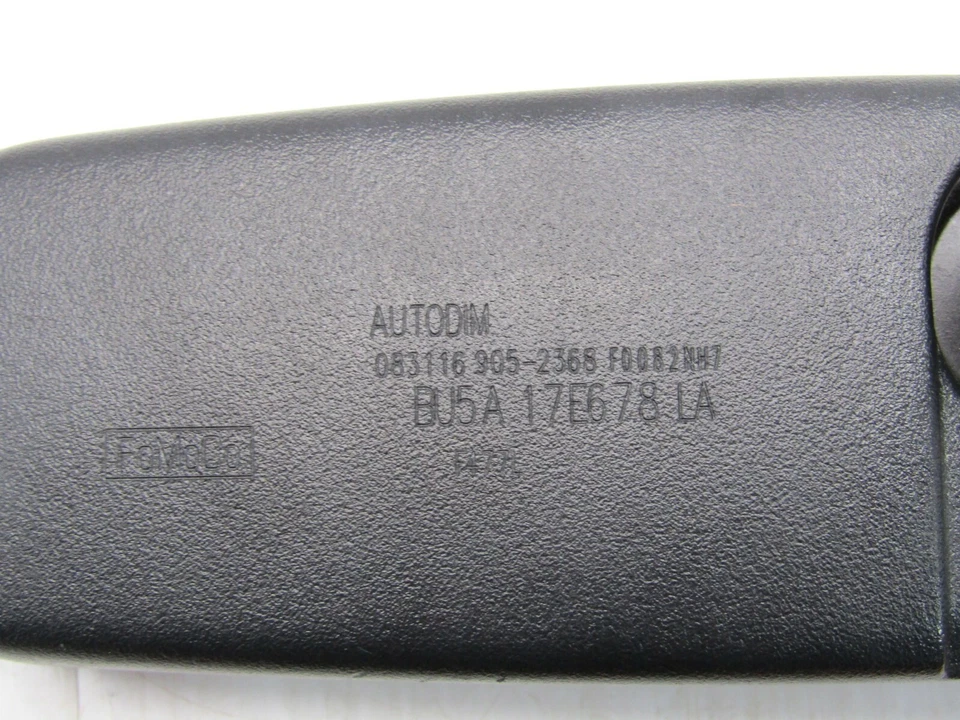 AUTODIM
083116 905-2368 F0082NH7
BU5A 17E678 LA
FoMoCo